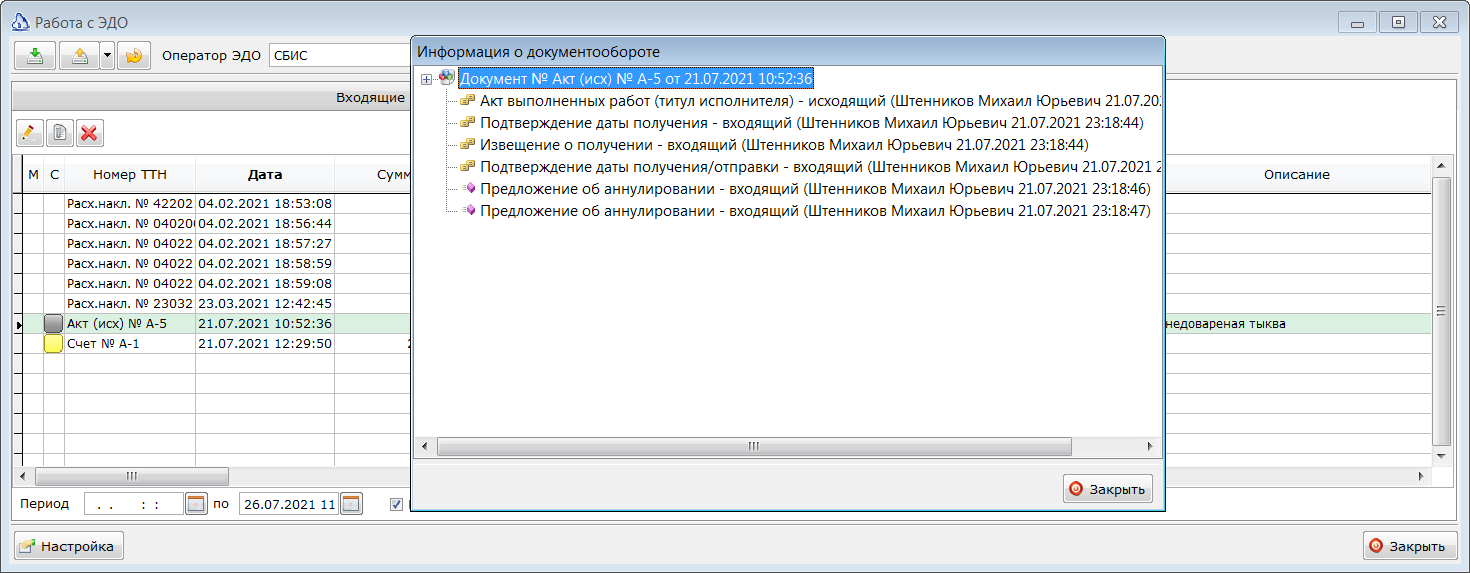 Работа с ЭДО
Оператор ЭДО СБИС
Входящие
М С Номер ТТН Дата Сумм Описание
Расх.накл. № 42202 04.02.2021 18:53:08
Расх.накл. № 04020 04.02.2021 18:56:44
Расх.накл. № 04022 04.02.2021 18:57:27
Расх.накл. № 04022 04.02.2021 18:58:59
Расх.накл. № 04022 04.02.2021 18:59:08
Расх.накл. № 23032 23.03.2021 12:42:45
Акт (исх) № А-5 21.07.2021 10:52:36 недовареная тыква
Счет № А-1 21.07.2021 12:29:50
Информация о документообороте
Документ № Акт (исх) № А-5 от 21.07.2021 10:52:36
Акт выполненных работ (титул исполнителя) - исходящий (Штенников Михаил Юрьевич 21.07.202
Подтверждение даты получения - входящий (Штенников Михаил Юрьевич 21.07.2021 23:18:44)
Извещение о получении - входящий (Штенников Михаил Юрьевич 21.07.2021 23:18:44)
Подтверждение даты получения/отправки - входящий (Штенников Михаил Юрьевич 21.07.2021 2
Предложение об аннулировании - входящий (Штенников Михаил Юрьевич 21.07.2021 23:18:46)
Предложение об аннулировании - входящий (Штенников Михаил Юрьевич 21.07.2021 23:18:47)
Закрыть
Период . . : : по 26.07.2021 11
Настройка Закрыть